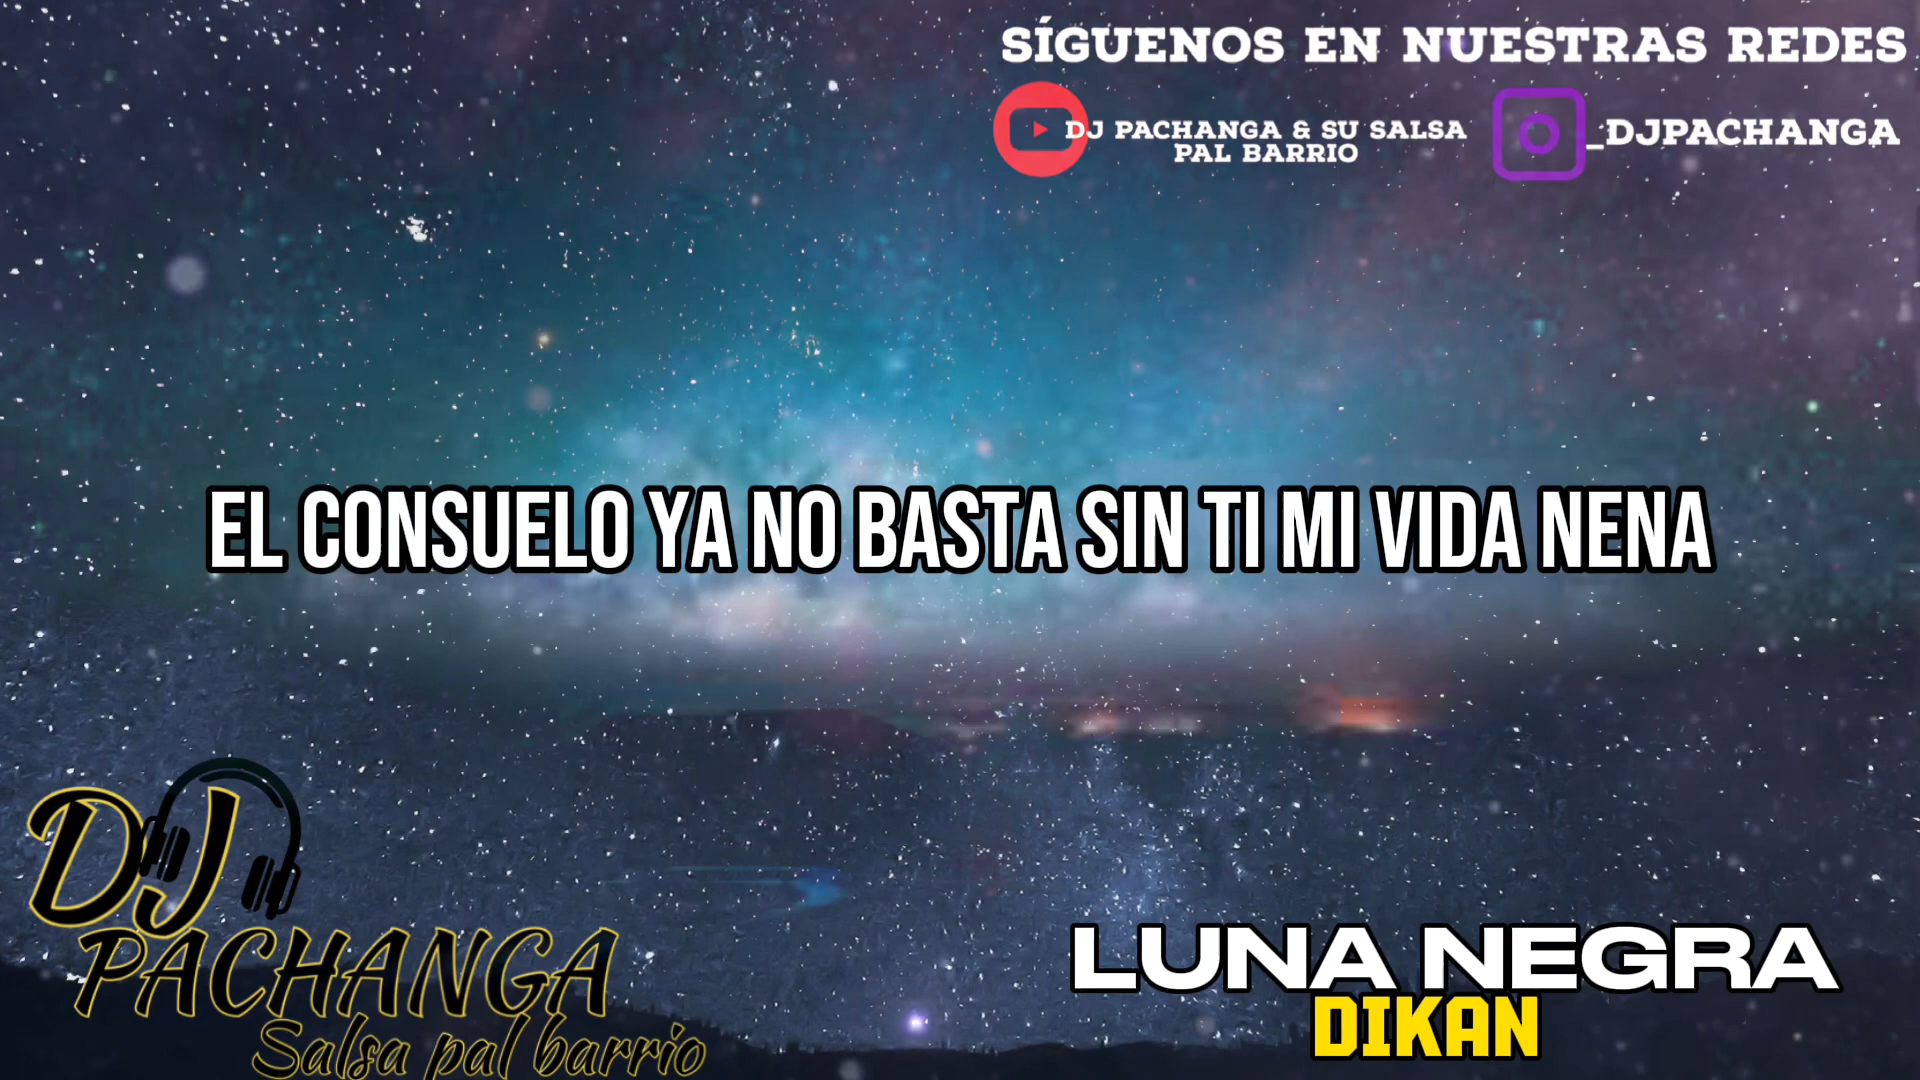 SÍGUENOS EN NUESTRAS REDES
DJ PACHANGA & SU SALSA
PAL BARRIO
_DJPACHANGA
EL CONSUELO YA NO BASTA SIN TI MI VIDA NENA
DJ
PACHANGA
Salsa pal barrio
LUNA NEGRA
DIKAN